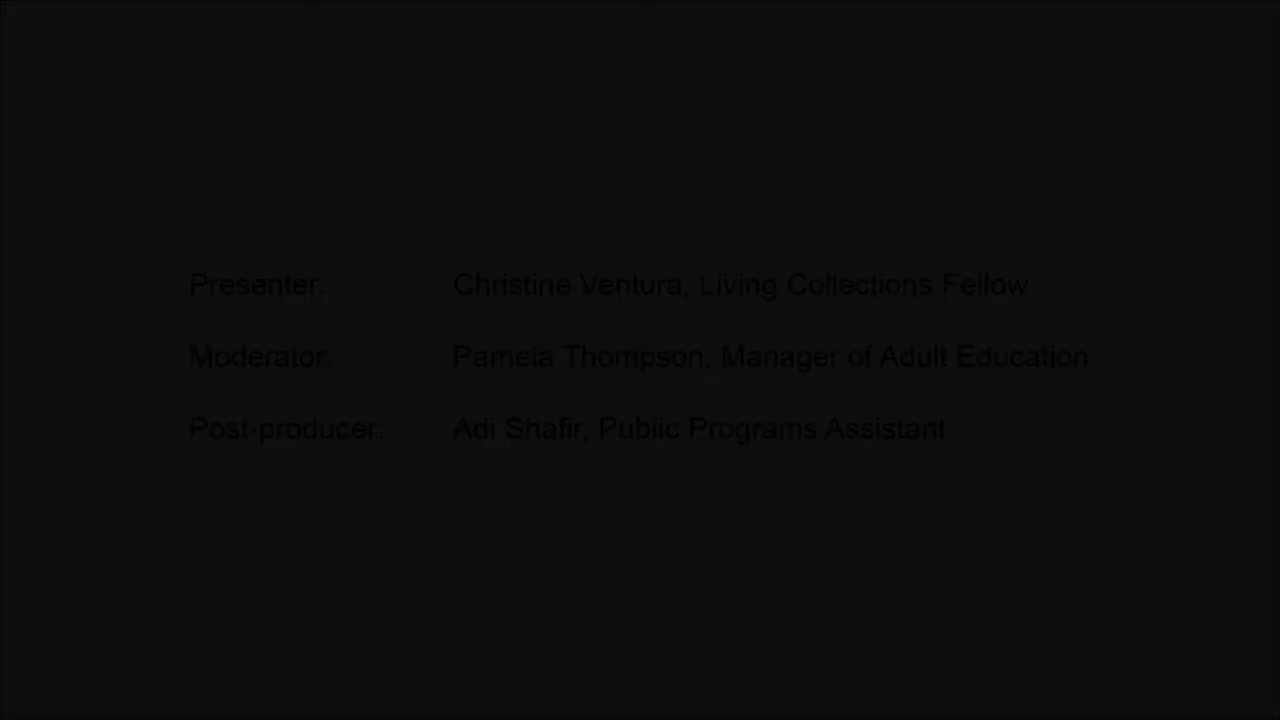 Presenter: Christine Ventura, Living Collections Fellow
Moderator: Pamela Thompson, Manager of Adult Education
Post-producer: Adi Shafir, Public Programs Assistant